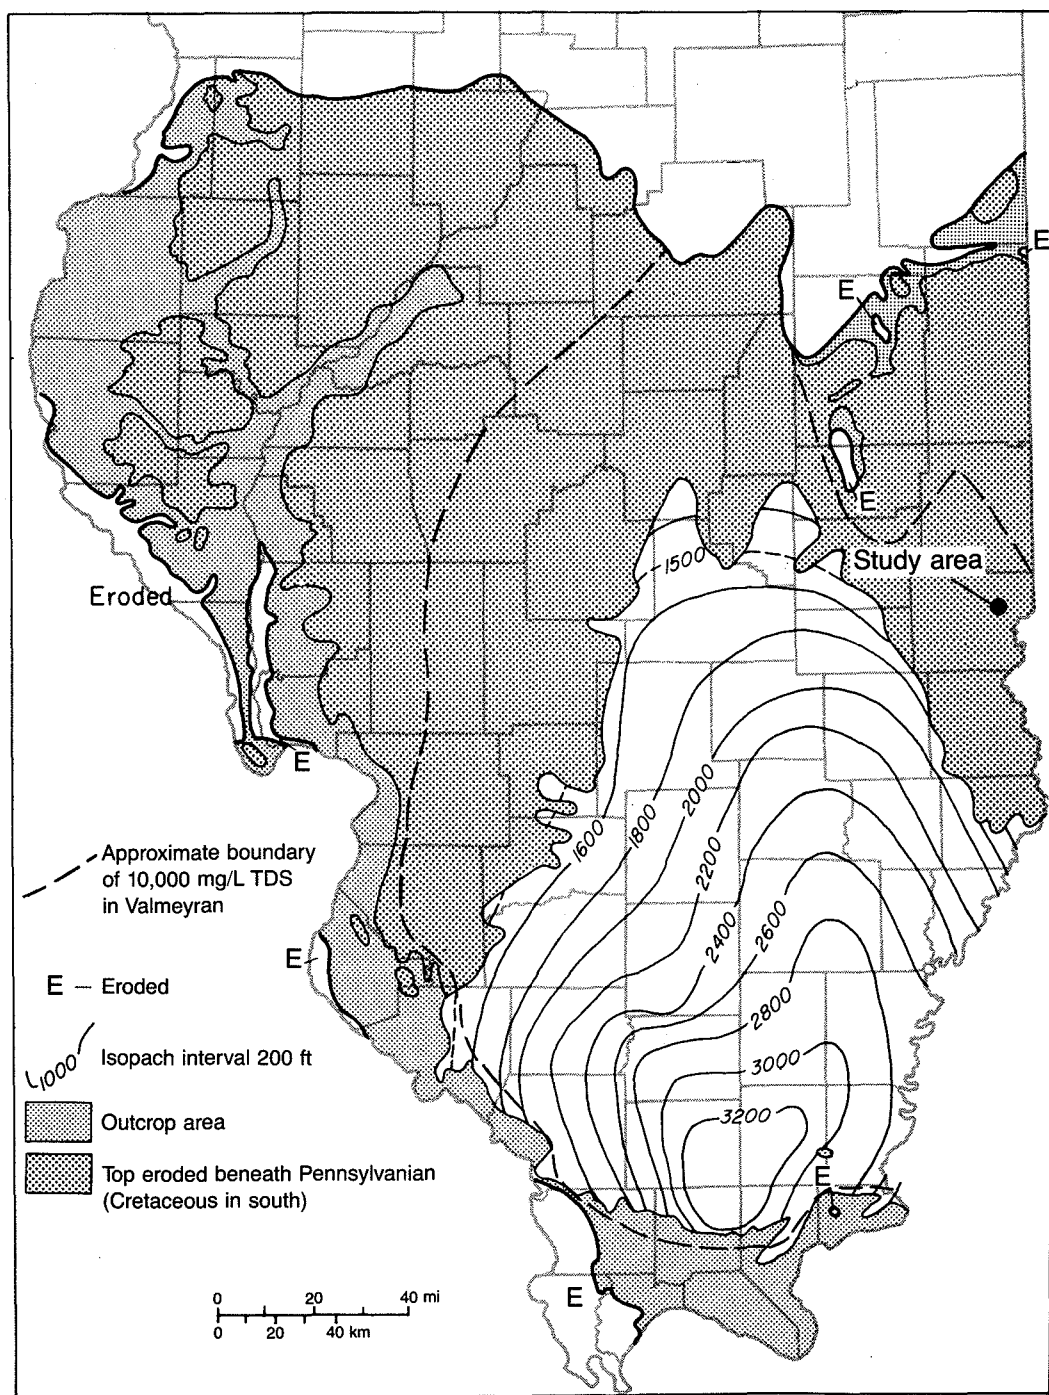 E
E
E
Study area
1500
Eroded
E
1600
1800
2000
2200
2400
2600
2800
3000
3200
E
E
E
Approximate boundary
of 10,000 mg/L TDS
in Valmeyran
E – Eroded
1000
Isopach interval 200 ft
Outcrop area
Top eroded beneath Pennsylvanian
(Cretaceous in south)
0 20 40 mi
0 20 40 km